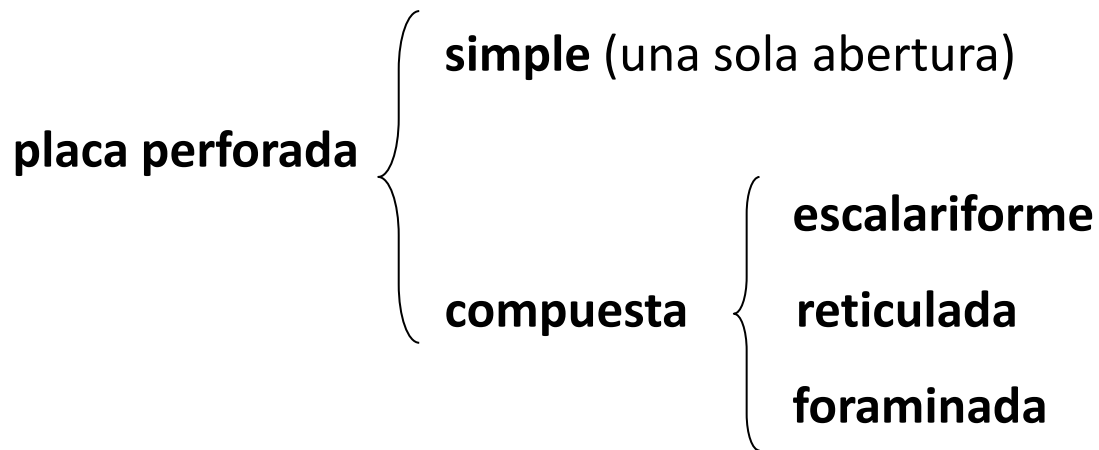 simple (una sola abertura)
placa perforada
escalariforme
compuesta
reticulada
foraminada